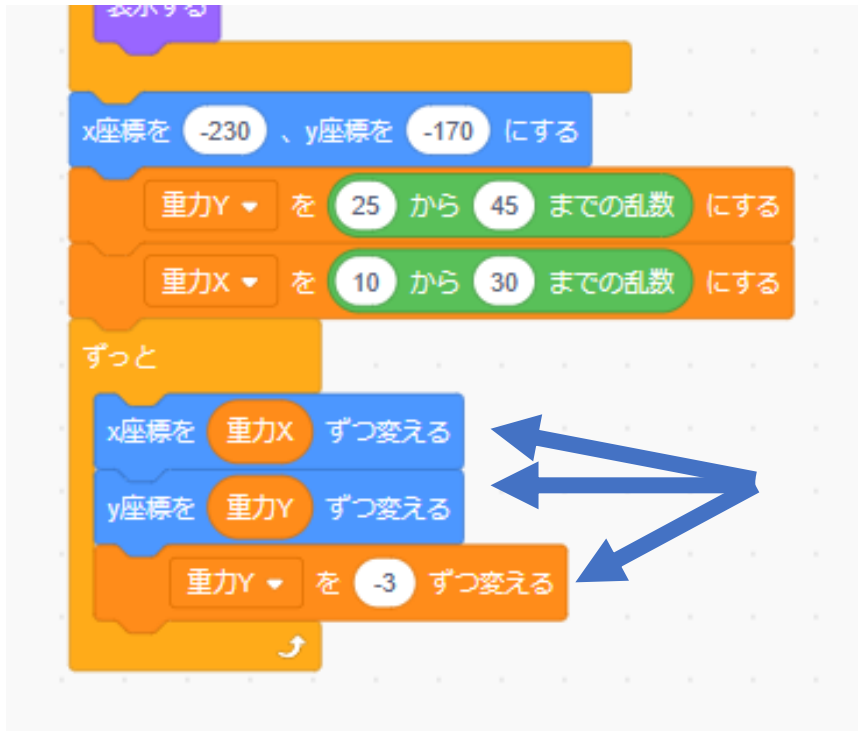 表示する
x座標を -230 、y座標を -170 にする
重力Y を 25 から 45 までの乱数 にする
重力X を 10 から 30 までの乱数 にする
ずっと
x座標を 重力X ずつ変える
y座標を 重力Y ずつ変える
重力Y を -3 ずつ変える